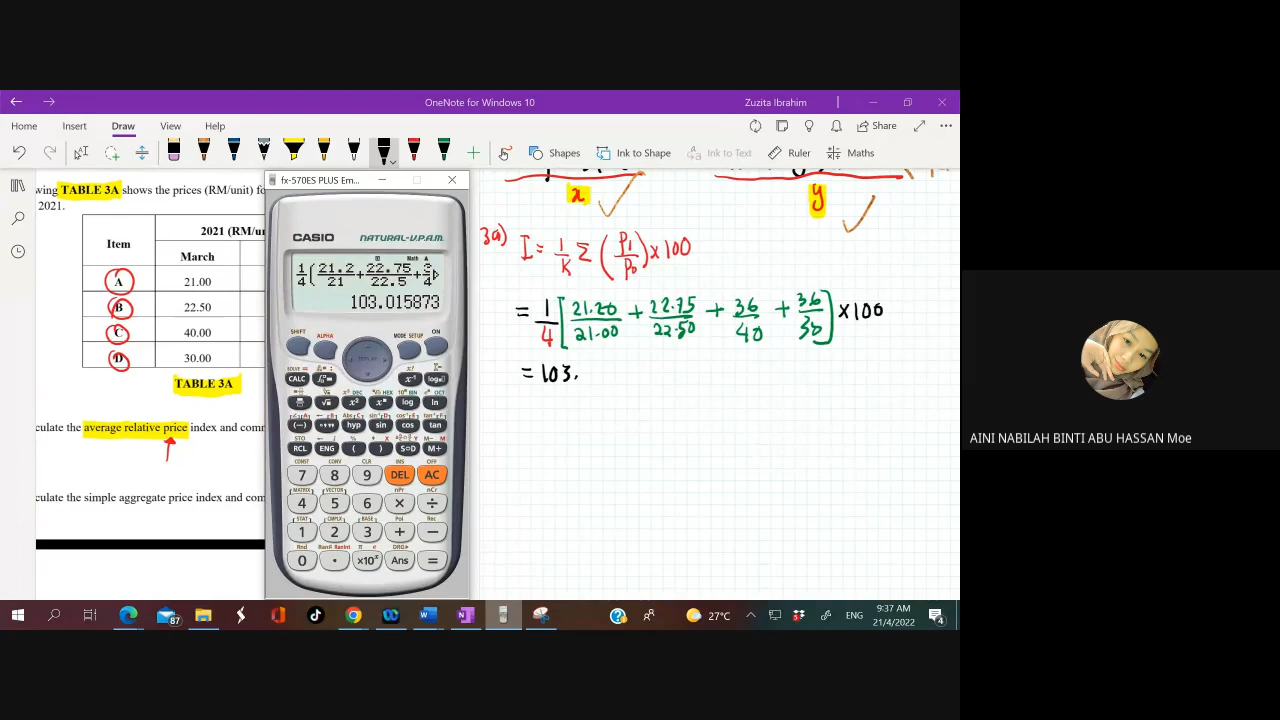 OneNote for Windows 10
Zuzita Ibrahim
Home Insert Draw View Help
Share
Shapes Ink to Shape Ink to Text Ruler Maths
wing TABLE 3A shows the prices (RM/unit) fo
2021.
Item
2021 (RM/u
March
A 21.00
B 22.50
C 40.00
D 30.00
TABLE 3A
culate the average relative price index and comm
culate the simple aggregate price index and com
fx-570ES PLUS Em...
CASIO NATURAL-V.P.A.M.
103.015873
SHIFT ALPHA REPLAY MODE SETUP ON
CALC
x² log ln
(−) hyp sin cos tan
RCL ENG ( ) S⇔D M+
7 8 9 DEL AC
4 5 6 × ÷
1 2 3 + −
0 . ×10ˣ Ans =
x
y
3a) I = 1/K Σ (P1/P0) × 100
= 1/4 [21.20/21.00 + 22.75/22.50 + 36/40 + 36/30] × 100
= 103.
AINI NABILAH BINTI ABU HASSAN Moe
87
27°C
ENG
9:37 AM
21/4/2022
4